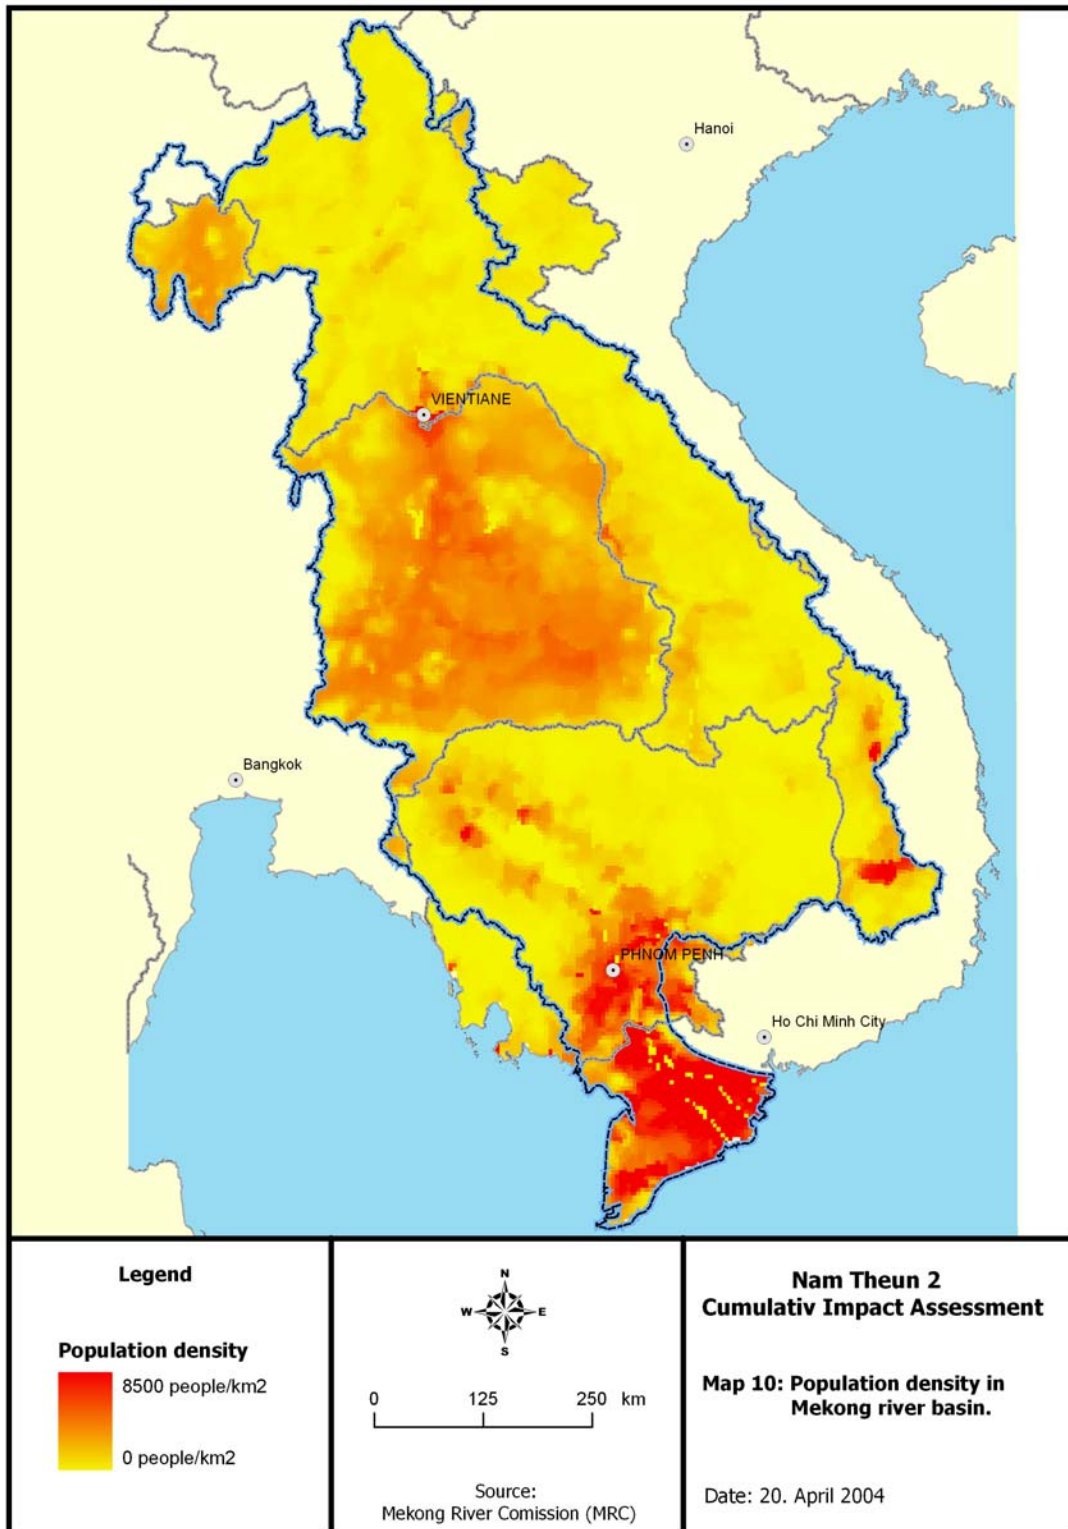 Hanoi
VIENTIANE
Bangkok
PHNOM PENH
Ho Chi Minh City
Legend
Population density
8500 people/km2
0 people/km2
N
W E
S
0 125 250 km
Source:
Mekong River Comission (MRC)
Nam Theun 2
Cumulativ Impact Assessment
Map 10: Population density in
Mekong river basin.
Date: 20. April 2004